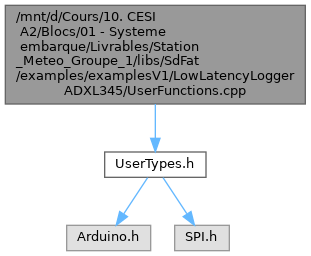 /mnt/d/Cours/10. CESI
A2/Blocs/01 - Systeme
embarque/Livrables/Station
_Meteo_Groupe_1/libs/SdFat
/examples/examplesV1/LowLatencyLogger
ADXL345/UserFunctions.cpp
UserTypes.h
Arduino.h
SPI.h